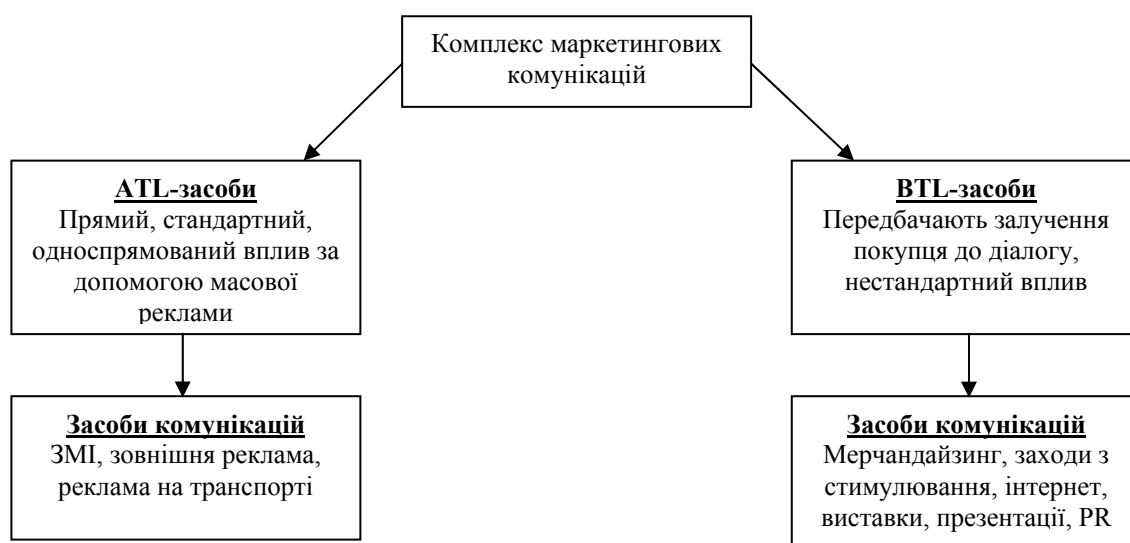 Комплекс маркетингових
комунікацій
ATL-засоби
Прямий, стандартний,
односпрямований вплив за
допомогою масової
реклами
BTL-засоби
Передбачають залучення
покупця до діалогу,
нестандартний вплив
Засоби комунікацій
ЗМІ, зовнішня реклама,
реклама на транспорті
Засоби комунікацій
Мерчандайзинг, заходи з
стимулювання, інтернет,
виставки, презентації, PR